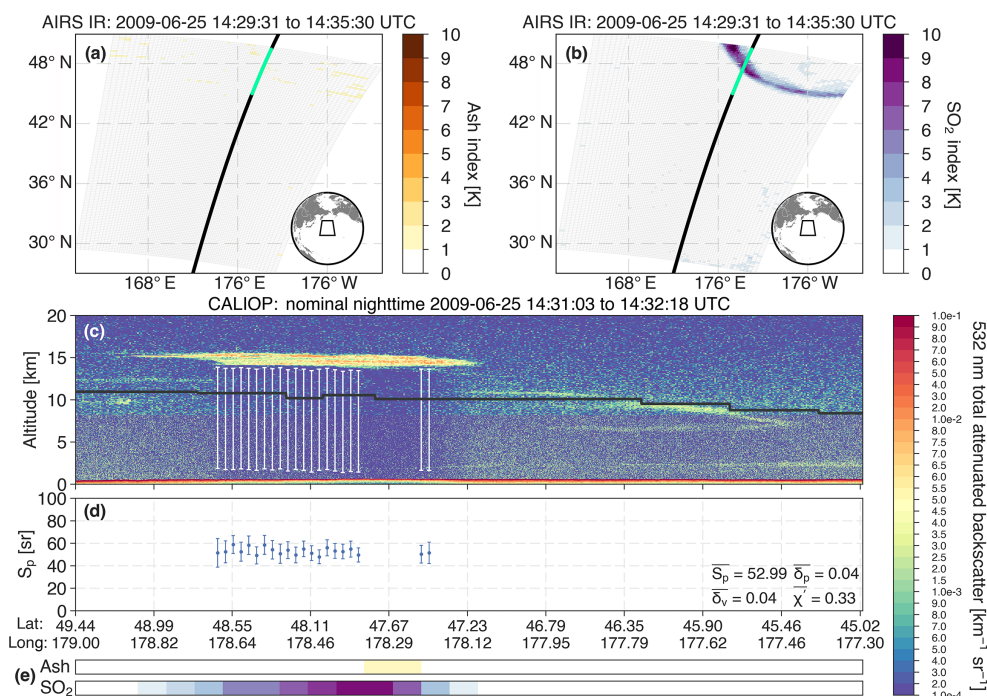 AIRS IR: 2009-06-25 14:29:31 to 14:35:30 UTC
(a)
48° N
42° N
36° N
30° N
168° E
176° E
176° W
10
9
8
7
6
5
4
3
2
1
0
Ash index [K]
AIRS IR: 2009-06-25 14:29:31 to 14:35:30 UTC
(b)
48° N
42° N
36° N
30° N
168° E
176° E
176° W
10
9
8
7
6
5
4
3
2
1
0
SO₂ index [K]
CALIOP: nominal nighttime 2009-06-25 14:31:03 to 14:32:18 UTC
(c)
20
15
10
5
0
Altitude [km]
1.0e-1
9.0
8.0
7.0
6.0
5.0
4.0
3.0
2.0
1.0e-2
8.0
7.0
6.5
6.0
5.5
5.0
4.5
4.0
3.5
3.0
2.5
2.0
1.5
1.0e-3
9.0
8.0
7.0
6.0
5.0
4.0
3.0
2.0
1.0e-4
532 nm total attenuated backscatter [km⁻¹ sr⁻¹]
(d)
100
80
60
40
20
0
Sₚ [sr]
S̅ₚ = 52.99 δ̅ₚ = 0.04
δ̅ᵥ = 0.04 χ̅' = 0.33
Lat: 49.44 48.99 48.55 48.11 47.67 47.23 46.79 46.35 45.90 45.46 45.02
Long: 179.00 178.82 178.64 178.46 178.29 178.12 177.95 177.79 177.62 177.46 177.30
(e)
Ash
SO₂